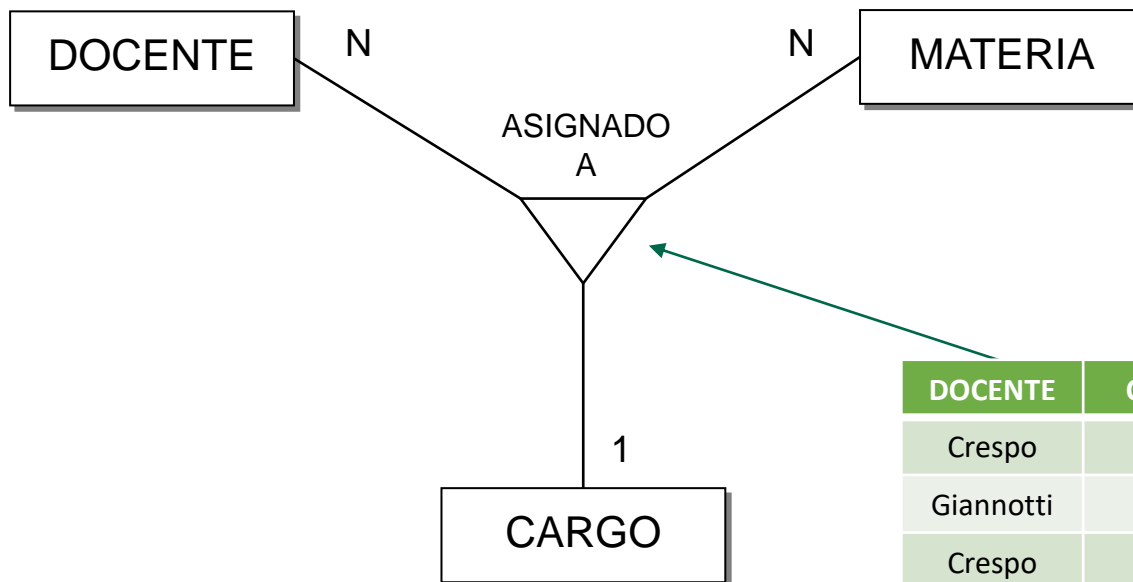 DOCENTE N N MATERIA
ASIGNADO
A
1
CARGO
DOCENTE
Crespo
Giannotti
Crespo